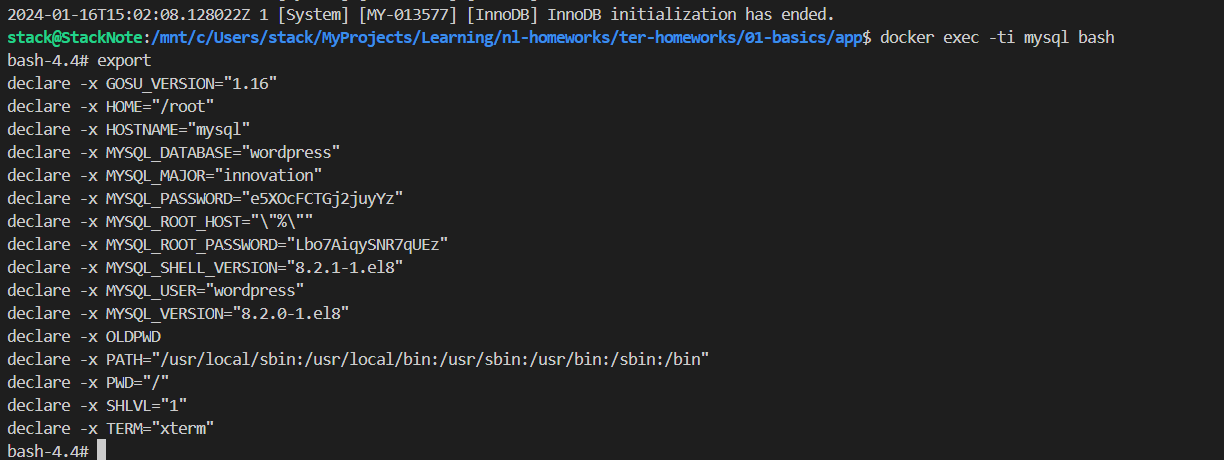 2024-01-16T15:02:08.128022Z 1 [System] [MY-013577] [InnoDB] InnoDB initialization has ended.
stack@StackNote:/mnt/c/Users/stack/MyProjects/Learning/nl-homeworks/ter-homeworks/01-basics/app$ docker exec -ti mysql bash
bash-4.4# export
declare -x GOSU_VERSION="1.16"
declare -x HOME="/root"
declare -x HOSTNAME="mysql"
declare -x MYSQL_DATABASE="wordpress"
declare -x MYSQL_MAJOR="innovation"
declare -x MYSQL_PASSWORD="e5XOcFCTGj2juyYz"
declare -x MYSQL_ROOT_HOST="\"%\""
declare -x MYSQL_ROOT_PASSWORD="Lbo7AiqySNR7qUEz"
declare -x MYSQL_SHELL_VERSION="8.2.1-1.el8"
declare -x MYSQL_USER="wordpress"
declare -x MYSQL_VERSION="8.2.0-1.el8"
declare -x OLDPWD
declare -x PATH="/usr/local/sbin:/usr/local/bin:/usr/sbin:/usr/bin:/sbin:/bin"
declare -x PWD="/"
declare -x SHLVL="1"
declare -x TERM="xterm"
bash-4.4#